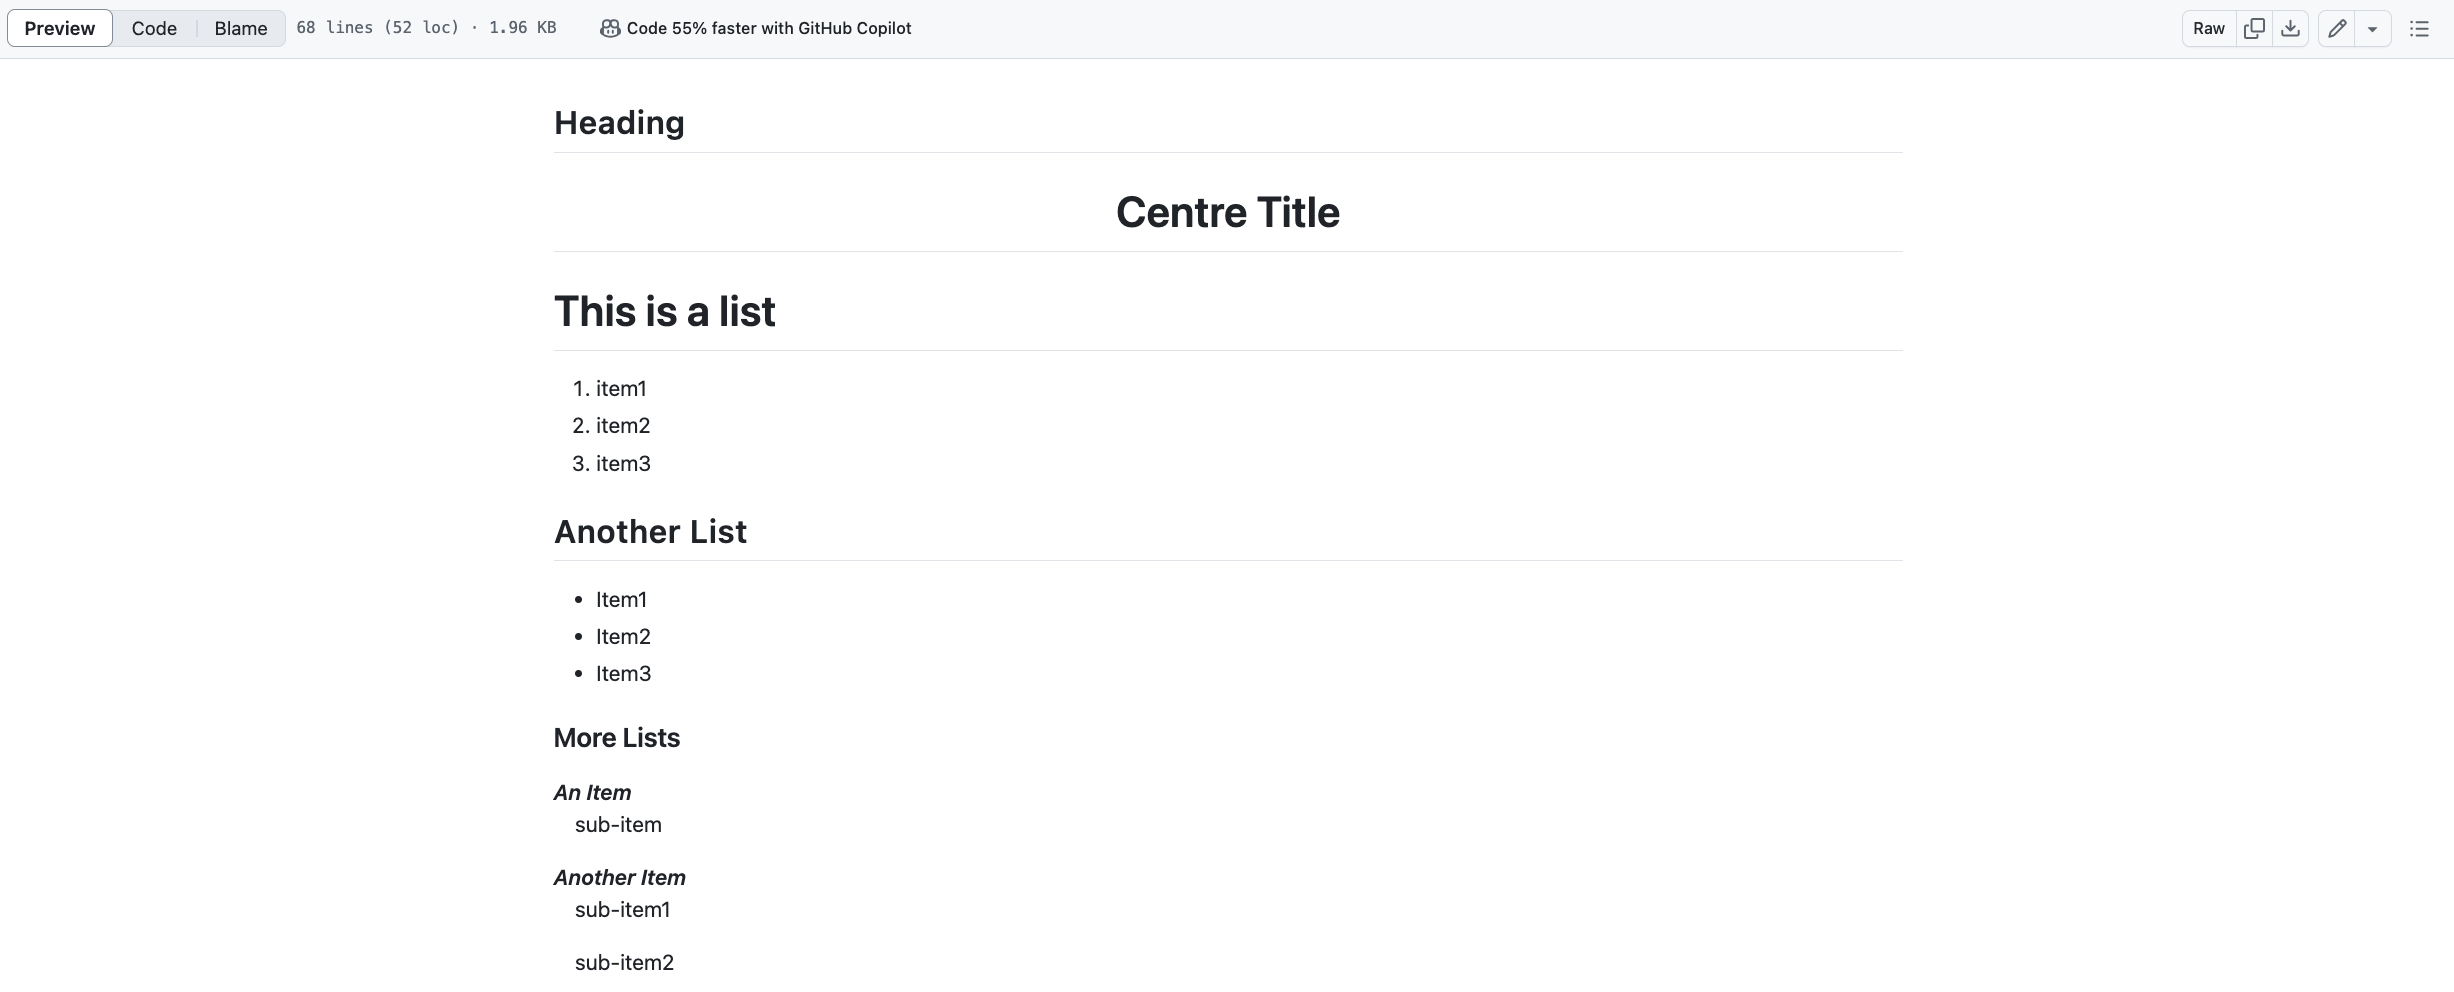 Preview Code Blame 68 lines (52 loc) · 1.96 KB Code 55% faster with GitHub Copilot Raw
Heading
Centre Title
This is a list
1. item1
2. item2
3. item3
Another List
• Item1
• Item2
• Item3
More Lists
An Item
sub-item
Another Item
sub-item1
sub-item2